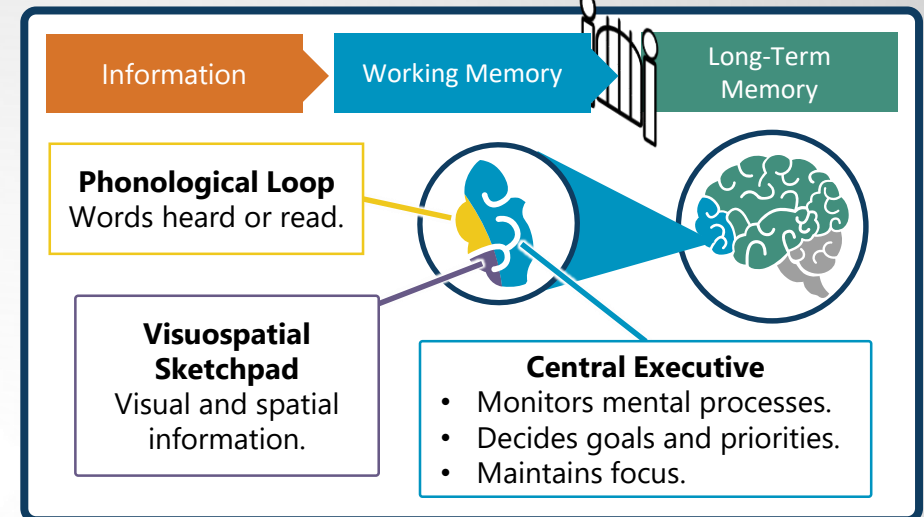 Information
Working Memory
Long-Term
Memory
Phonological Loop
Words heard or read.
Visuospatial
Sketchpad
Visual and spatial
information.
Central Executive
• Monitors mental processes.
• Decides goals and priorities.
• Maintains focus.